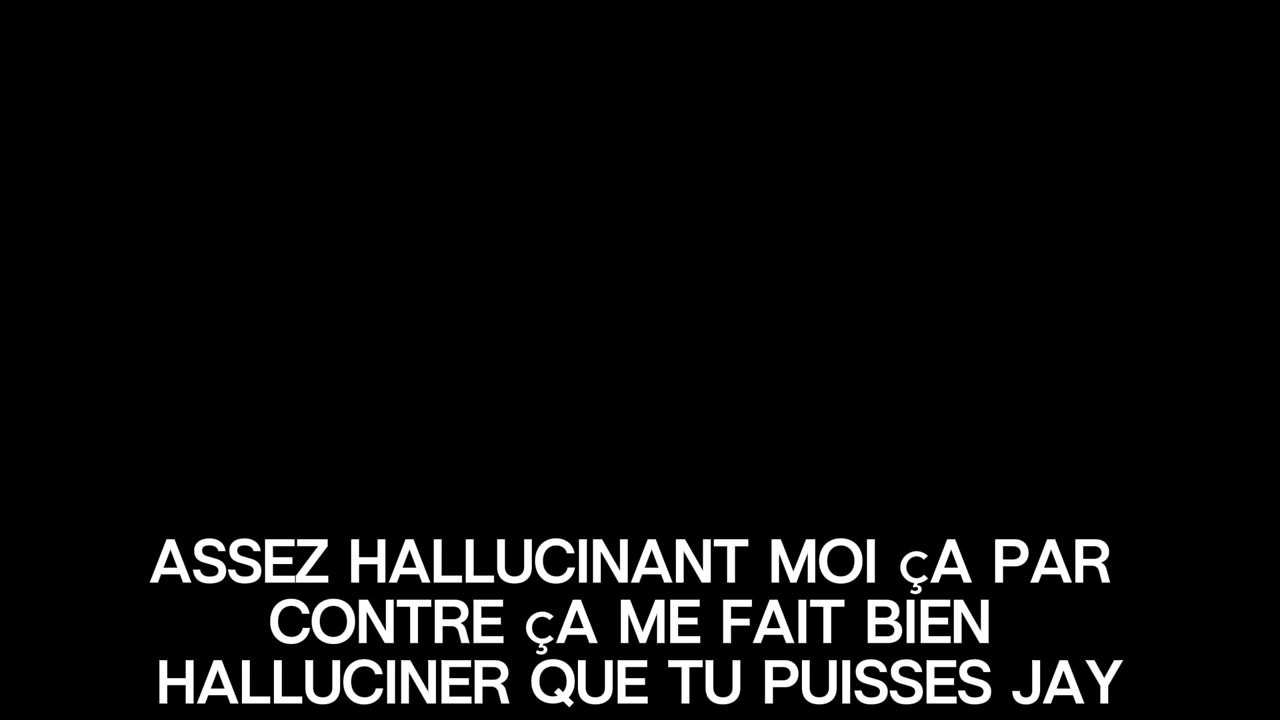 ASSEZ HALLUCINANT MOI çA PAR
CONTRE çA ME FAIT BIEN
HALLUCINER QUE TU PUISSES JAY